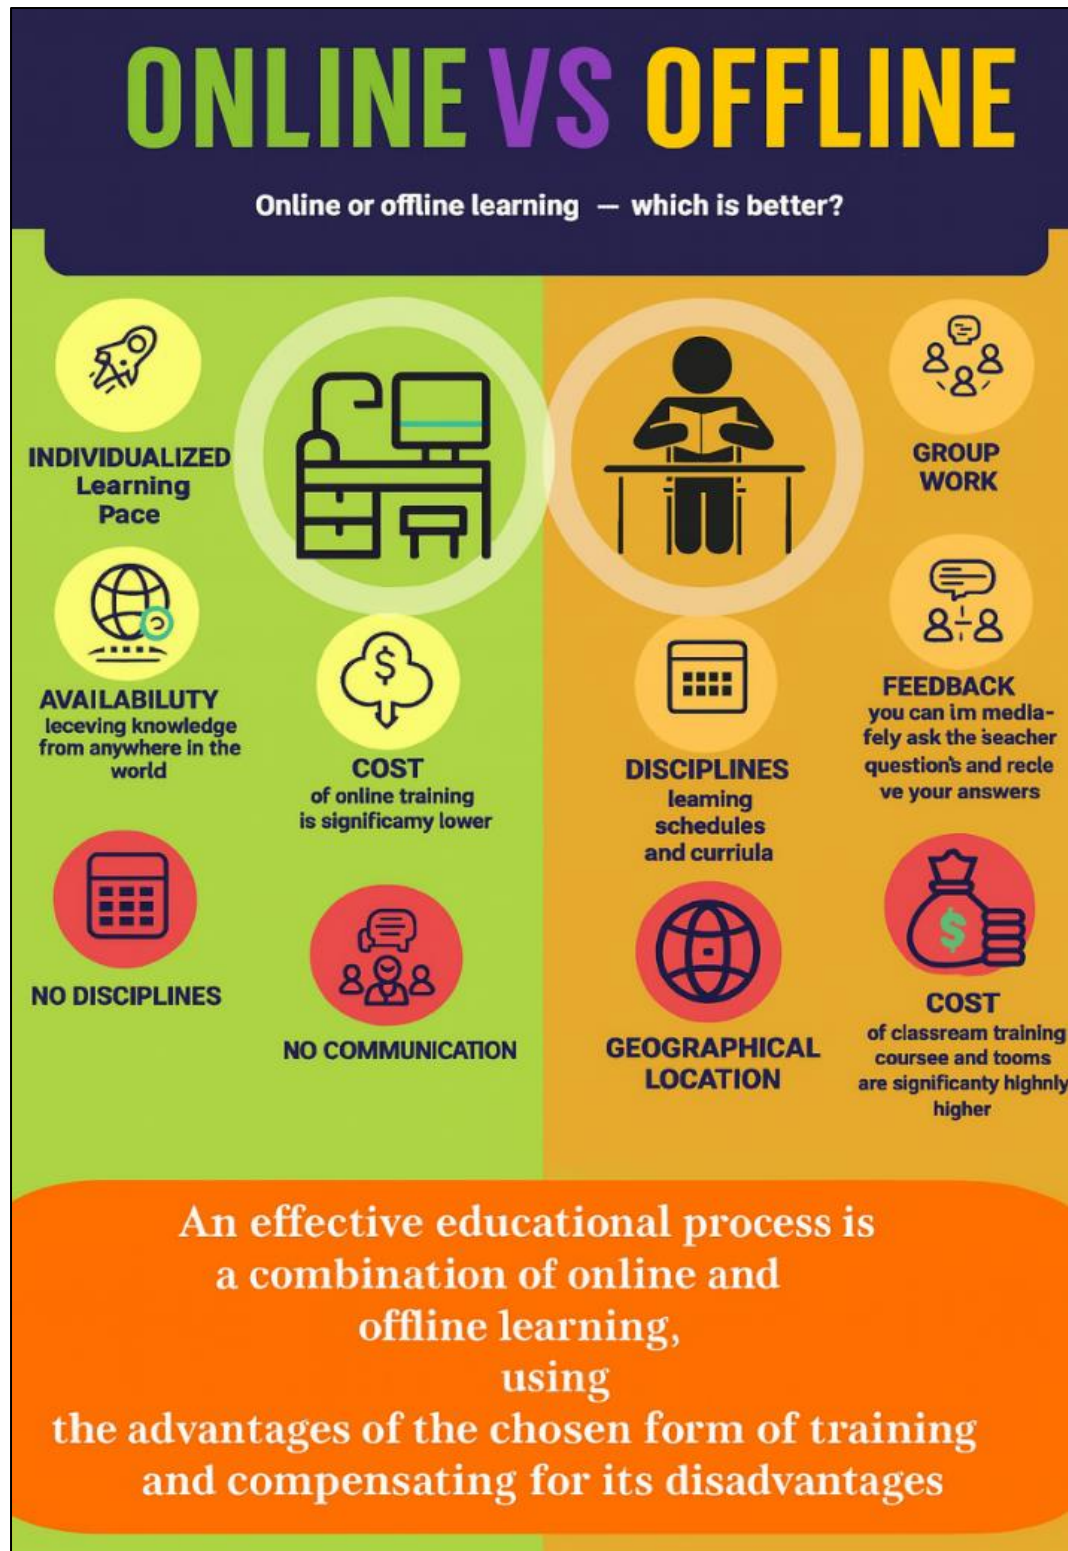 ONLINE VS OFFLINE
Online or offline learning — which is better?
INDIVIDUALIZED
Learning
Pace
AVAILABILUTY
leceving knowledge
from anywhere in the
world
COST
of online training
is significamy lower
NO DISCIPLINES
NO COMMUNICATION
GROUP
WORK
FEEDBACK
you can im media-
fely ask the seacher
question's and recle
ve your answers
DISCIPLINES
leaming
schedules
and curriula
GEOGRAPHICAL
LOCATION
COST
of classream training
coursee and tooms
are significanty highnly
higher
An effective educational process is
a combination of online and
offline learning,
using
the advantages of the chosen form of training
and compensating for its disadvantages